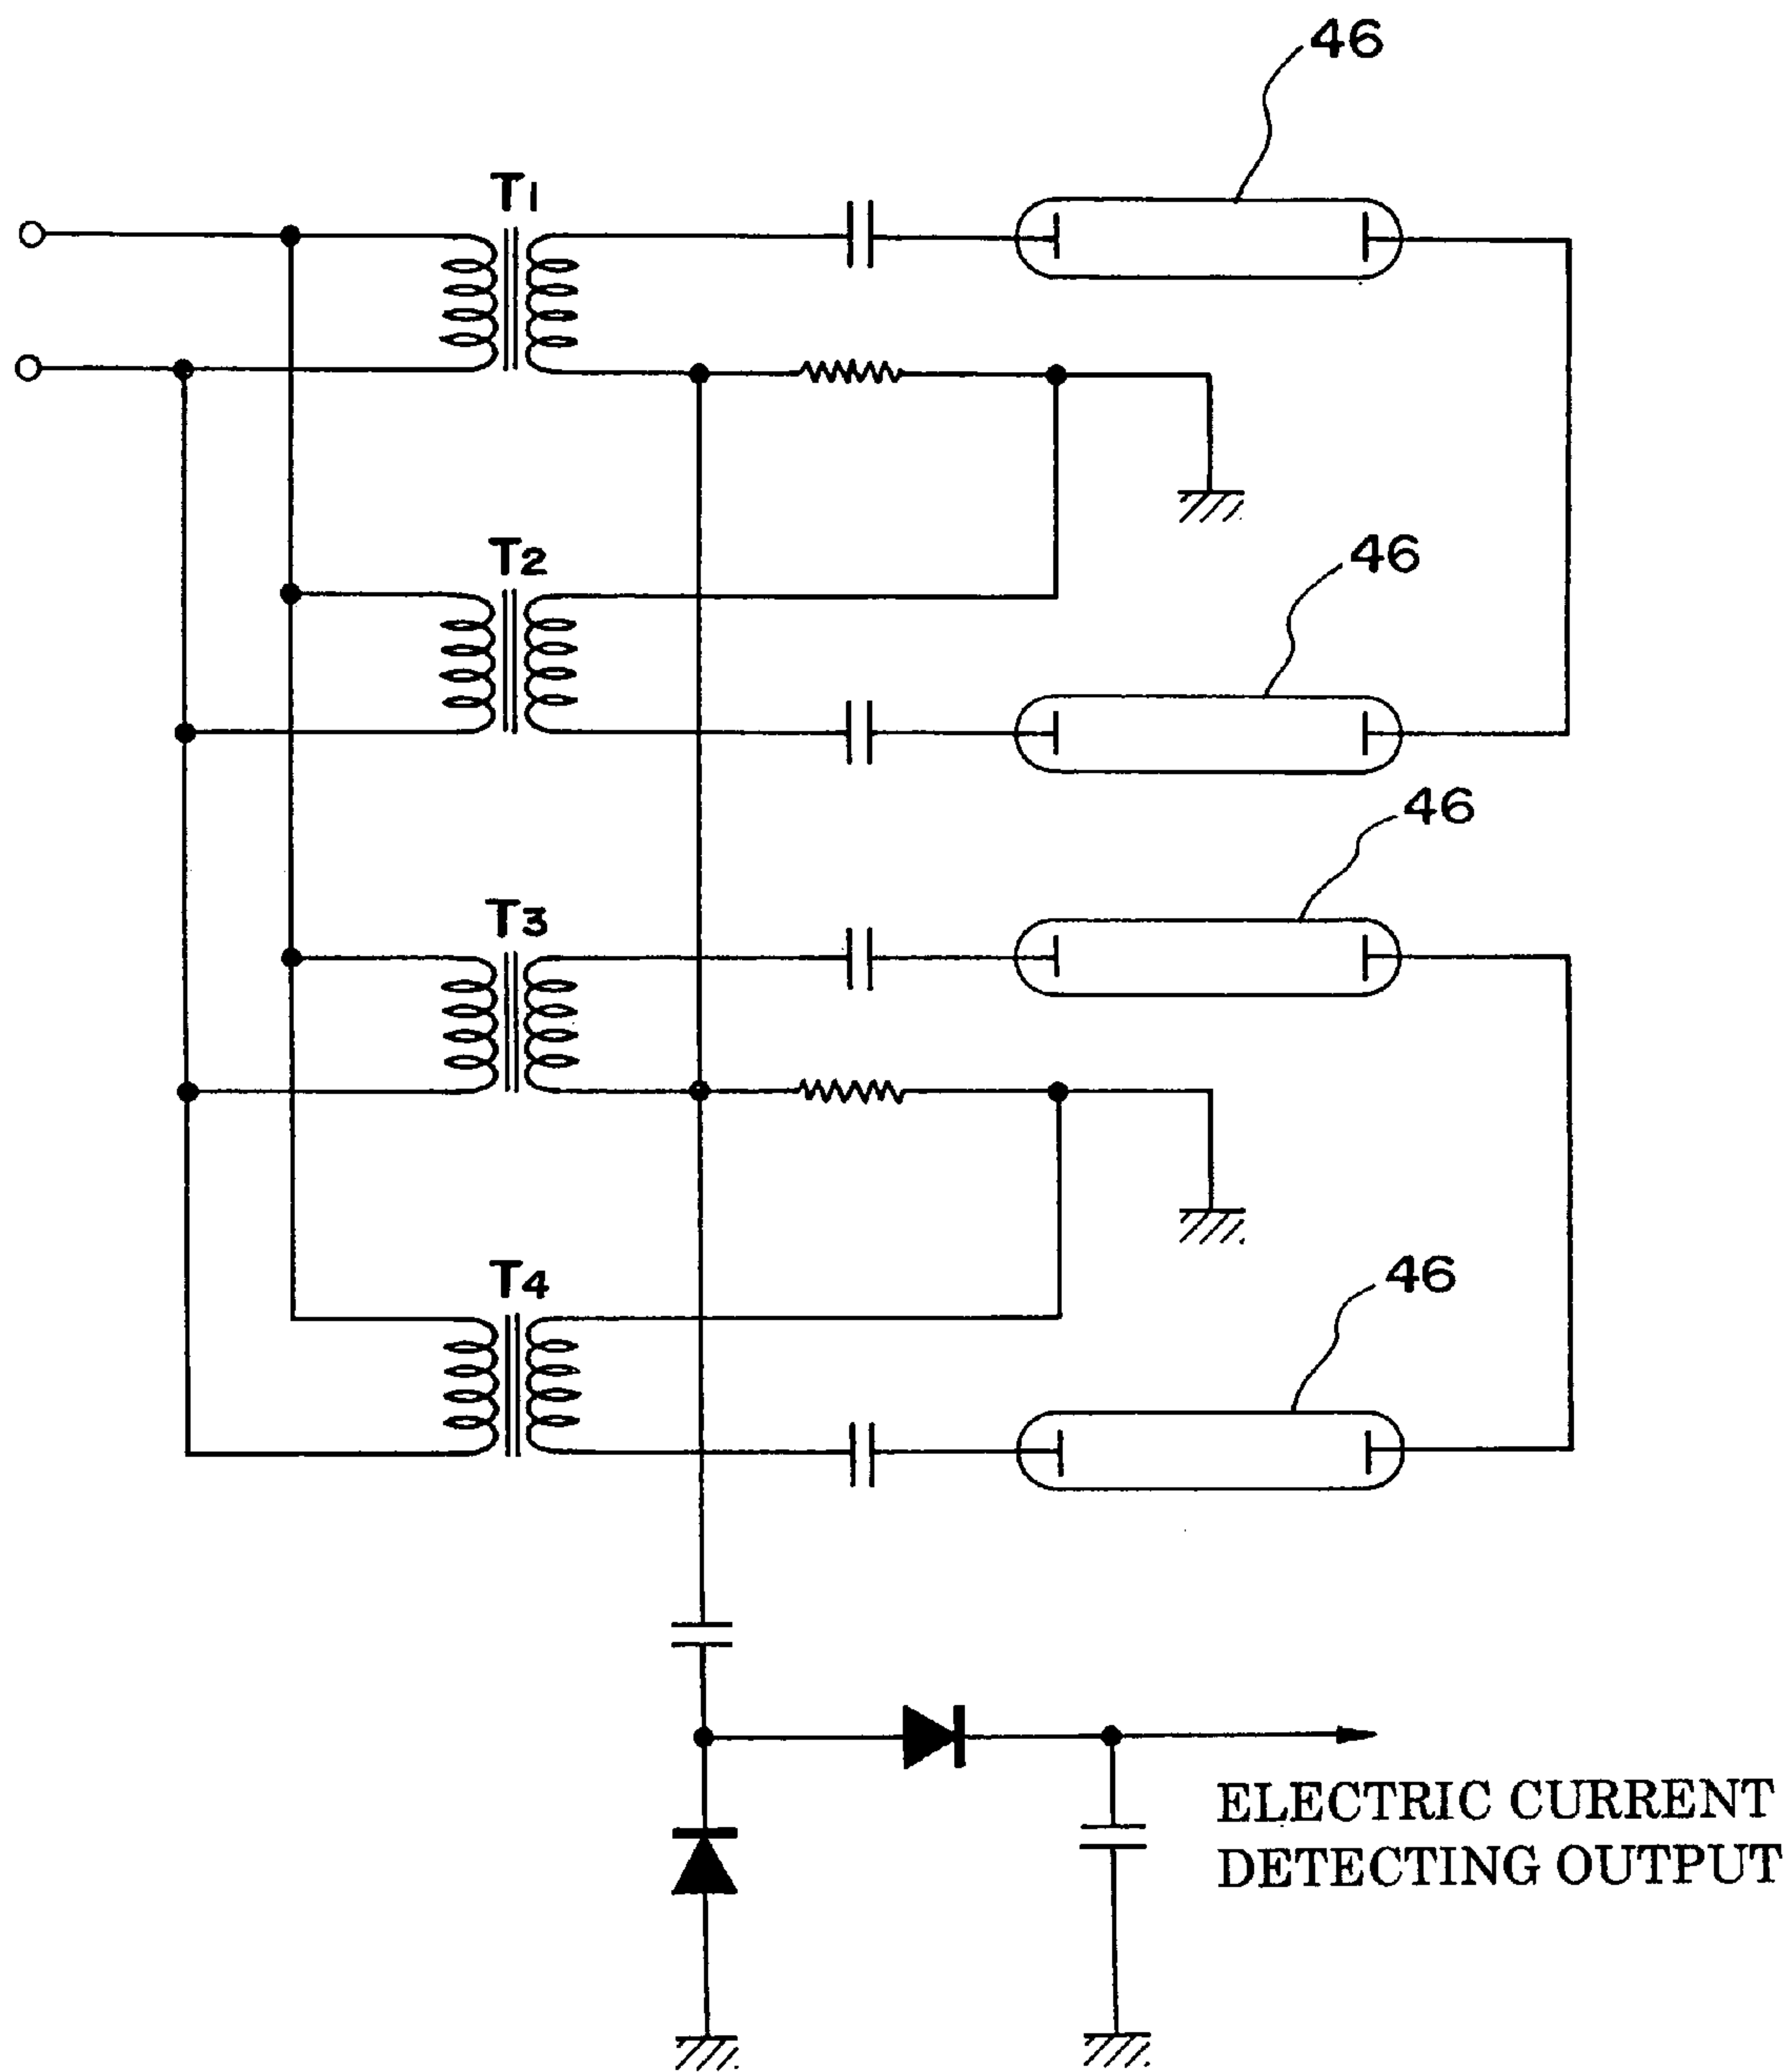 46
T1
T2
46
46
T3
T4
46
ELECTRIC CURRENT
DETECTING OUTPUT